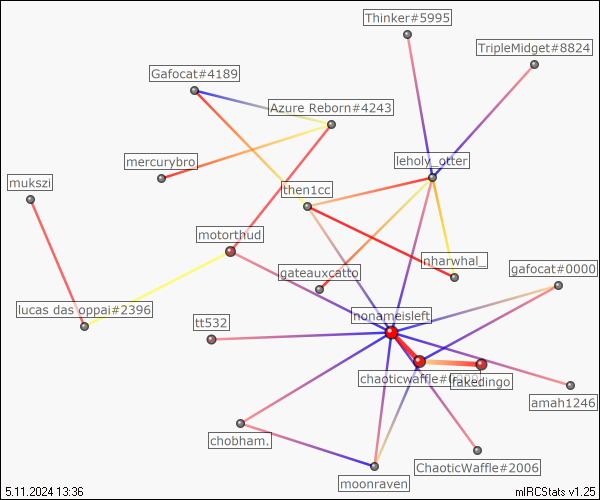 Thinker#5995
TripleMidget#8824
Gafocat#4189
Azure Reborn#4243
mercurybro
leholy_otter
mukszi
then1cc
motorthud
nharwhal_
gateauxcatto
gafocat#0000
lucas das oppai#2396
nonameisleft
tt532
chaoticwaffle#
fakedingo
amah1246
chobham.
ChaoticWaffle#2006
moonraven
5.11.2024 13:36
mIRCStats v1.25